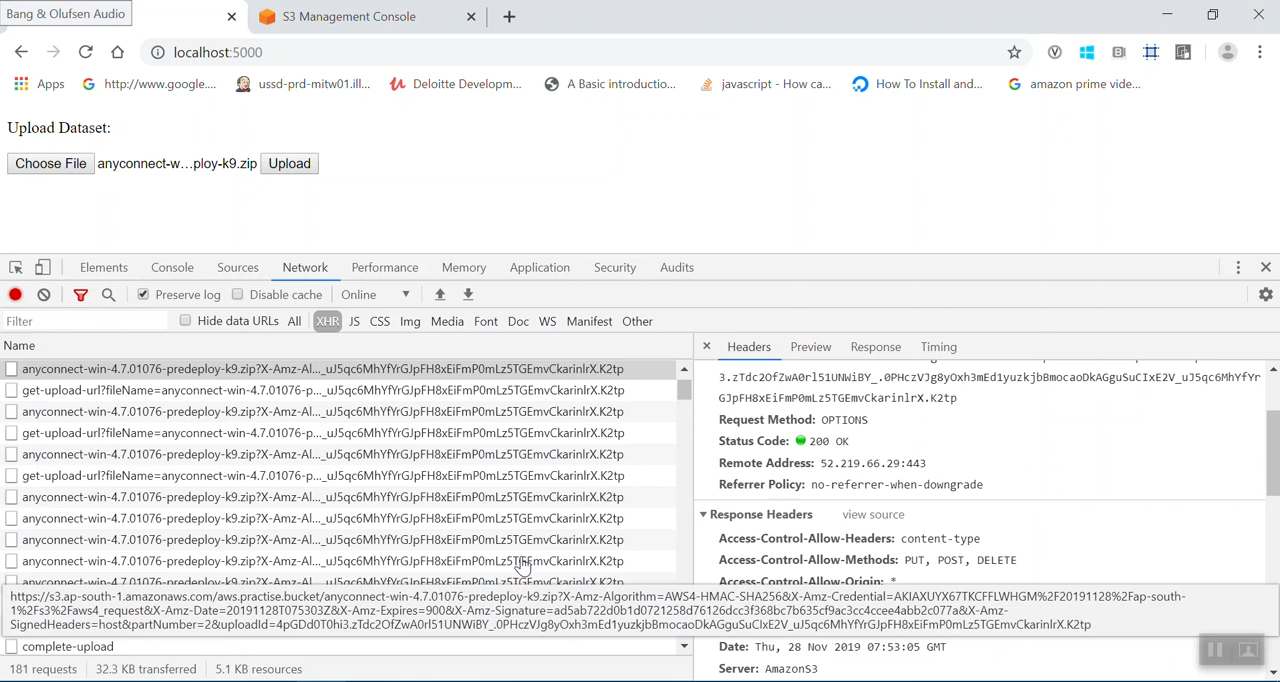 Bang & Olufsen Audio
S3 Management Console
localhost:5000
Apps http://www.google.... ussd-prd-mitw01.ill... Deloitte Developm... A Basic introductio... javascript - How ca... How To Install and... amazon prime vide...
Upload Dataset:
Choose File anyconnect-w...ploy-k9.zip Upload
Elements Console Sources Network Performance Memory Application Security Audits
Preserve log Disable cache Online
Filter Hide data URLs All XHR JS CSS Img Media Font Doc WS Manifest Other
Name
Headers Preview Response Timing
anyconnect-win-4.7.01076-predeploy-k9.zip?X-Amz-Al..._uJ5qc6MhYfYrGJpFH8xEiFmP0mLz5TGEmvCkarinlrX.K2tp
get-upload-url?fileName=anyconnect-win-4.7.01076-p..._uJ5qc6MhYfYrGJpFH8xEiFmP0mLz5TGEmvCkarinlrX.K2tp
anyconnect-win-4.7.01076-predeploy-k9.zip?X-Amz-Al..._uJ5qc6MhYfYrGJpFH8xEiFmP0mLz5TGEmvCkarinlrX.K2tp
get-upload-url?fileName=anyconnect-win-4.7.01076-p..._uJ5qc6MhYfYrGJpFH8xEiFmP0mLz5TGEmvCkarinlrX.K2tp
anyconnect-win-4.7.01076-predeploy-k9.zip?X-Amz-Al..._uJ5qc6MhYfYrGJpFH8xEiFmP0mLz5TGEmvCkarinlrX.K2tp
get-upload-url?fileName=anyconnect-win-4.7.01076-p..._uJ5qc6MhYfYrGJpFH8xEiFmP0mLz5TGEmvCkarinlrX.K2tp
anyconnect-win-4.7.01076-predeploy-k9.zip?X-Amz-Al..._uJ5qc6MhYfYrGJpFH8xEiFmP0mLz5TGEmvCkarinlrX.K2tp
anyconnect-win-4.7.01076-predeploy-k9.zip?X-Amz-Al..._uJ5qc6MhYfYrGJpFH8xEiFmP0mLz5TGEmvCkarinlrX.K2tp
anyconnect-win-4.7.01076-predeploy-k9.zip?X-Amz-Al..._uJ5qc6MhYfYrGJpFH8xEiFmP0mLz5TGEmvCkarinlrX.K2tp
anyconnect-win-4.7.01076-predeploy-k9.zip?X-Amz-Al..._uJ5qc6MhYfYrGJpFH8xEiFmP0mLz5TGEmvCkarinlrX.K2tp
anyconnect-win-4.7.01076-predeploy-k9.zip?X-Amz-Al..._uJ5qc6MhYfYrGJpFH8xEiFmP0mLz5TGEmvCkarinlrX.K2tp
3.zTdc2OfZwA0rl51UNWiBY_.0PHczVJg8yOxh3mEd1yuzkjbBmocaoDkAGguSuCIxE2V_uJ5qc6MhYfYr
GJpFH8xEiFmP0mLz5TGEmvCkarinlrX.K2tp
Request Method: OPTIONS
Status Code: 200 OK
Remote Address: 52.219.66.29:443
Referrer Policy: no-referrer-when-downgrade
Response Headers view source
Access-Control-Allow-Headers: content-type
Access-Control-Allow-Methods: PUT, POST, DELETE
Access-Control-Allow-Origin: *
https://s3.ap-south-1.amazonaws.com/aws.practise.bucket/anyconnect-win-4.7.01076-predeploy-k9.zip?X-Amz-Algorithm=AWS4-HMAC-SHA256&X-Amz-Credential=AKIAXUYX67TKCFFLWHGM%2F20191128%2Fap-south-
1%2Fs3%2Faws4_request&X-Amz-Date=20191128T075303Z&X-Amz-Expires=900&X-Amz-Signature=ad5ab722d0b1d0721258d76126dcc3f368bc7b635cf9ac3cc4ccee4abb2c077a&X-Amz-
SignedHeaders=host&partNumber=2&uploadId=4pGDd0T0hi3.zTdc2OfZwA0rl51UNWiBY_.0PHczVJg8yOxh3mEd1yuzkjbBmocaoDkAGguSuCIxE2V_uJ5qc6MhYfYrGJpFH8xEiFmP0mLz5TGEmvCkarinlrX.K2tp
complete-upload
Date: Thu, 28 Nov 2019 07:53:05 GMT
Server: AmazonS3
181 requests 32.3 KB transferred 5.1 KB resources